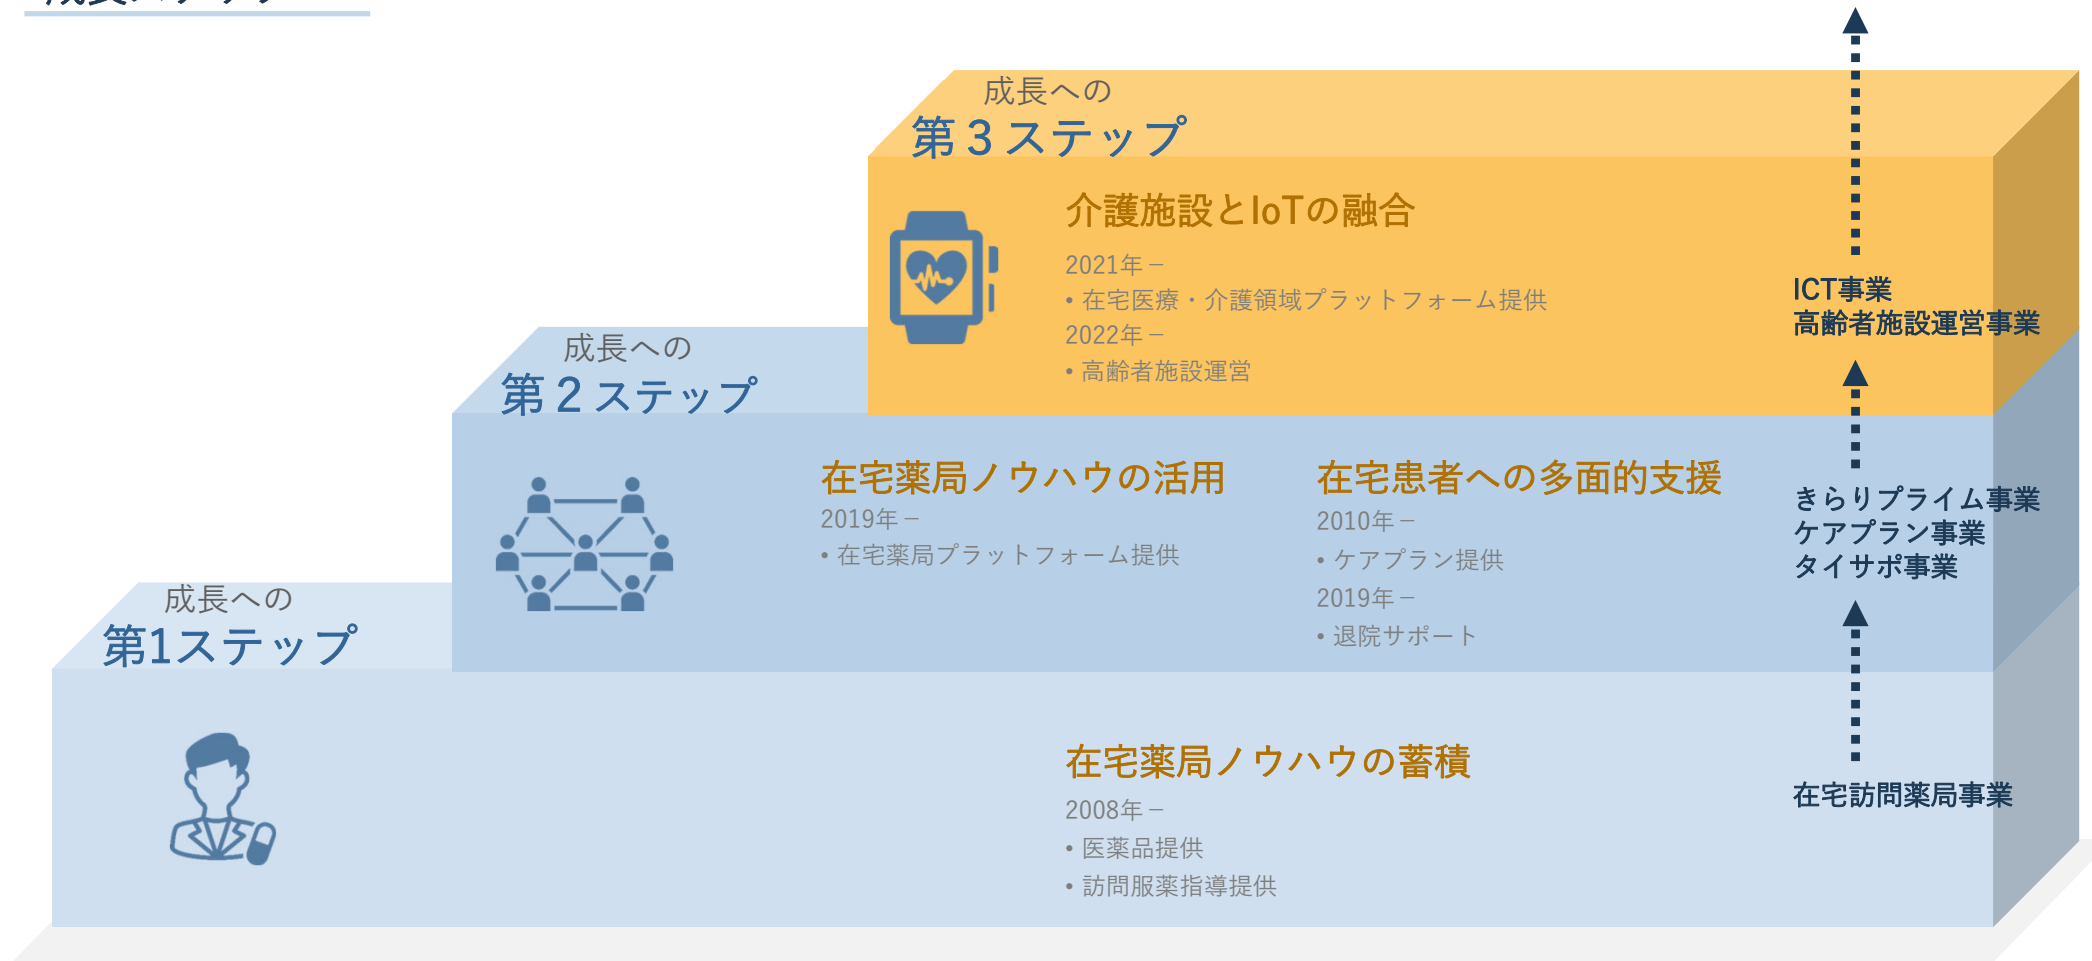 成長ステップ
成長への
第３ステップ
介護施設とIoTの融合
2021年－
• 在宅医療・介護領域プラットフォーム提供
2022年－
• 高齢者施設運営
ICT事業
高齢者施設運営事業
成長への
第２ステップ
在宅薬局ノウハウの活用
2019年－
• 在宅薬局プラットフォーム提供
在宅患者への多面的支援
2010年－
• ケアプラン提供
2019年－
• 退院サポート
きらりプライム事業
ケアプラン事業
タイサポ事業
成長への
第1ステップ
在宅薬局ノウハウの蓄積
2008年－
• 医薬品提供
• 訪問服薬指導提供
在宅訪問薬局事業